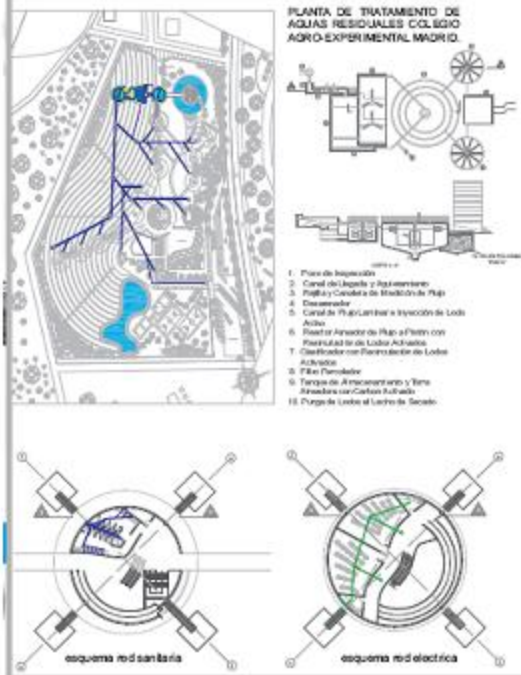 PLANTA DE TRATAMIENTO DE
AGUAS RESIDUALES COLEGIO
AGRO-EXPERIMENTAL MADRID.
1. Pozo de Inspección
2. Canal de Llegada y Aquietamiento
3. Rejilla y Canaleta de Medición de Flujo
4. Desarenador
5. Canal de Flujo Laminar e Inyección de Lodo
Activo
6. Reactor Aireador de Flujo a Pistón con
Recirculación de Lodos Activados
7. Clarificador con Recirculación de Lodos
Activados
8. Filtro Percolador
9. Tanque de Almacenamiento y Torre
Aireadora con Carbon Activado
10. Purga de Lodos al Lecho de Secado
esquema red sanitaria
esquema red electrica